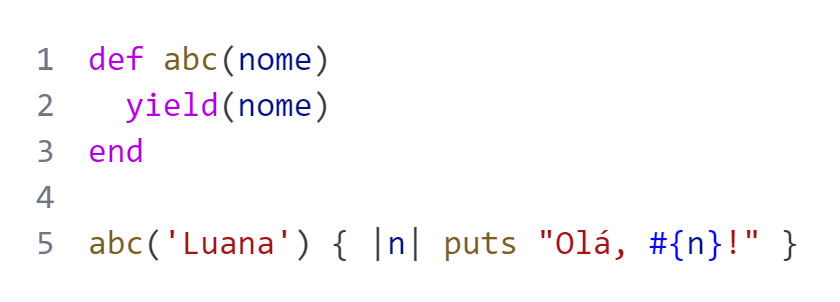 1 def abc(nome)
2   yield(nome)
3 end
4
5 abc('Luana') { |n| puts "Olá, #{n}!" }